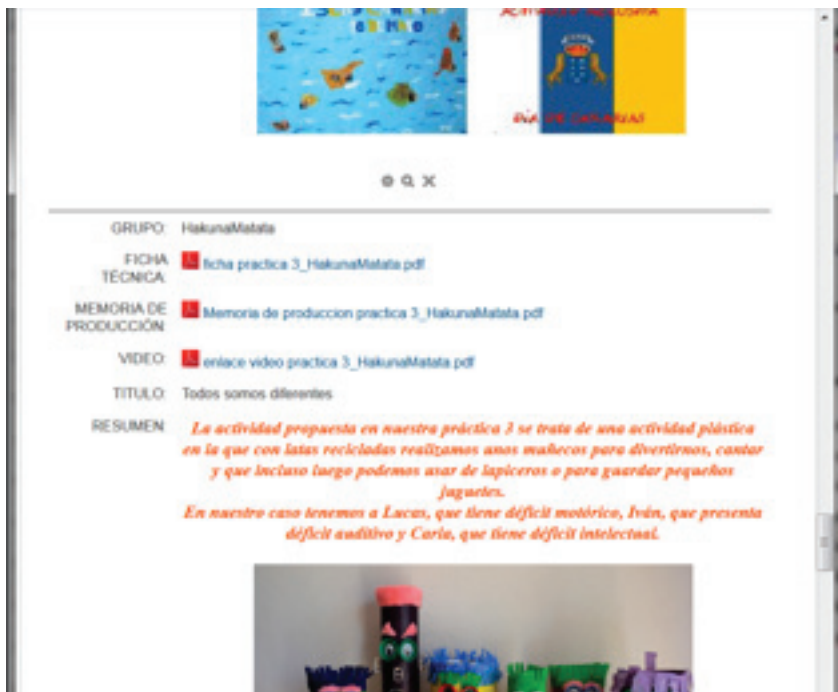 DÍA DE CANARIAS
GRUPO: HakunaMatata
FICHA TÉCNICA: ficha practica 3_HakunaMatata.pdf
MEMORIA DE PRODUCCIÓN: Memoria de produccion practica 3_HakunaMatata.pdf
VIDEO: enlace video practica 3_HakunaMatata.pdf
TITULO: Todos somos diferentes
RESUMEN: La actividad propuesta en nuestra práctica 3 se trata de una actividad plástica
en la que con latas recicladas realizamos unos muñecos para divertirnos, cantar
y que incluso luego podemos usar de lapiceros o para guardar pequeños
juguetes.
En nuestro caso tenemos a Lucas, que tiene déficit motórico, Iván, que presenta
déficit auditivo y Carla, que tiene déficit intelectual.